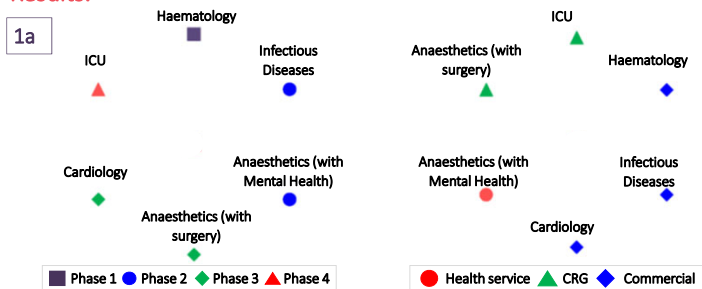 Results:
1a
Haematology
ICU
Infectious
Diseases
Cardiology
Anaesthetics (with
Mental Health)
Anaesthetics (with
surgery)
Phase 1 Phase 2 Phase 3 Phase 4
ICU
Anaesthetics (with
surgery)
Haematology
Anaesthetics (with
Mental Health)
Infectious
Diseases
Cardiology
Health service CRG Commercial